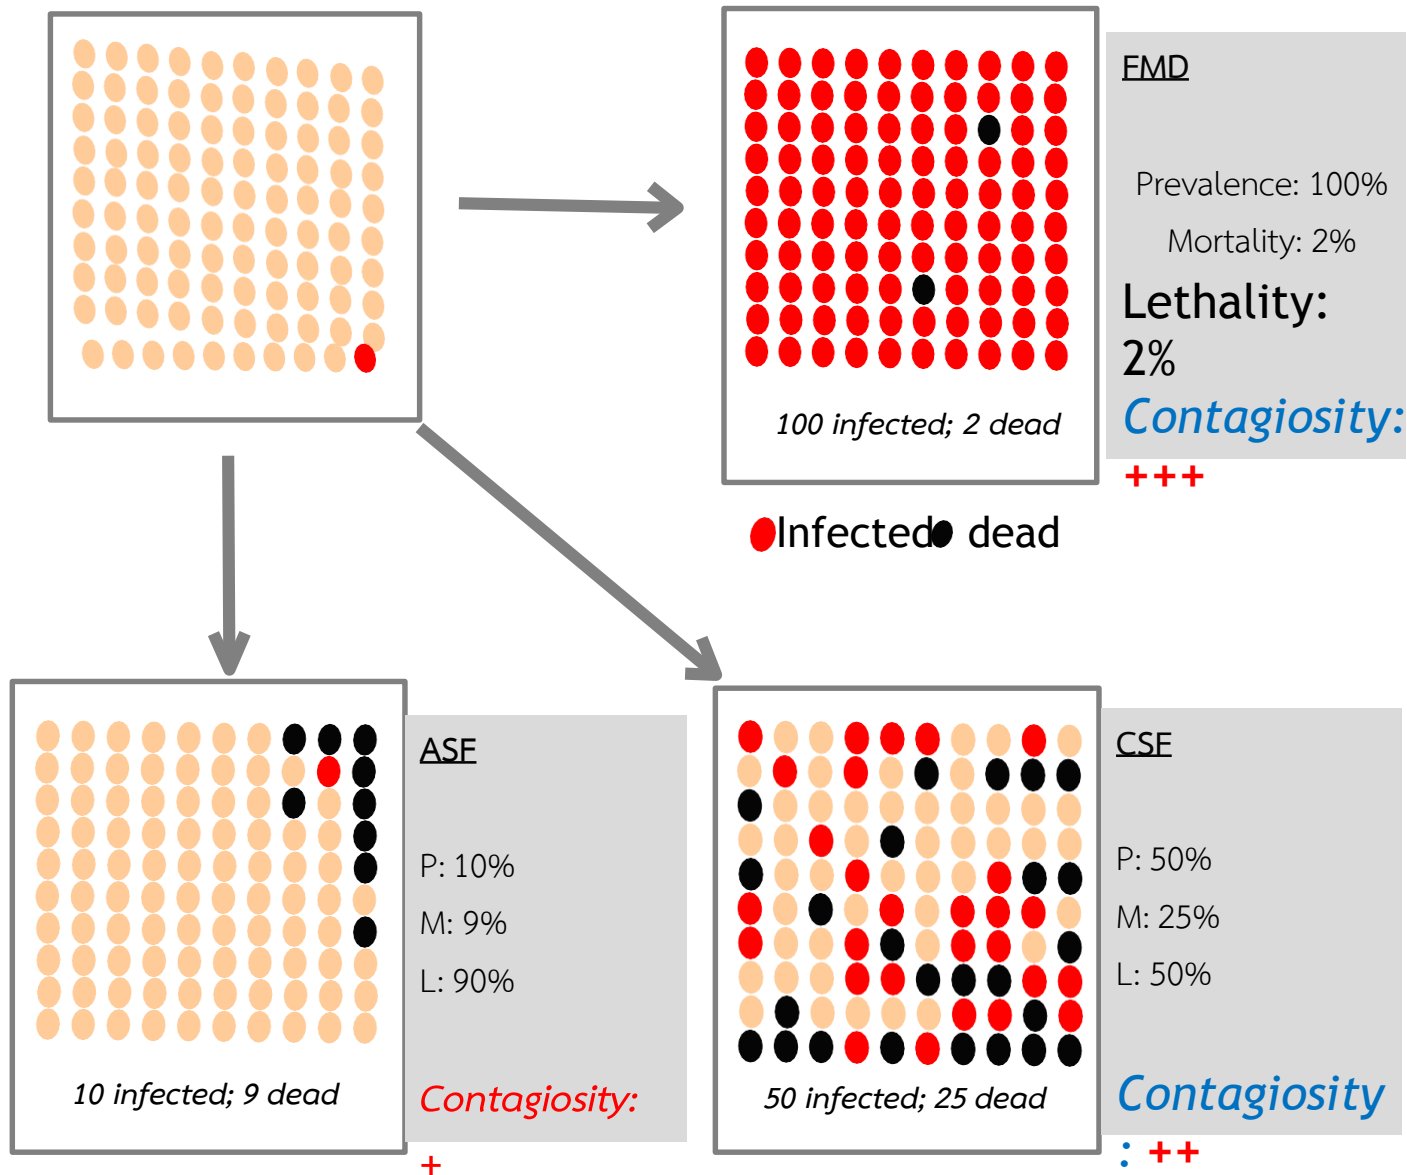 FMD
Prevalence: 100%
Mortality: 2%
Lethality:
2%
Contagiosity:
+++
100 infected; 2 dead
Infected dead
ASF
P: 10%
M: 9%
L: 90%
Contagiosity:
+
10 infected; 9 dead
CSF
P: 50%
M: 25%
L: 50%
Contagiosity
: ++
50 infected; 25 dead